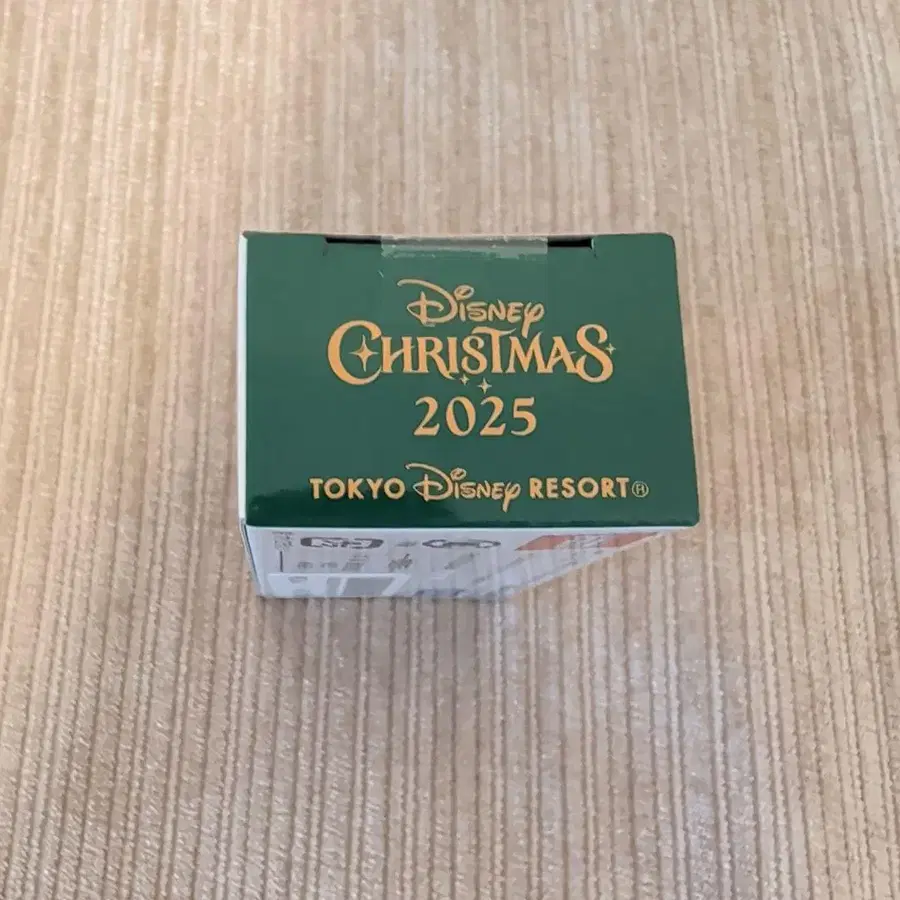 Disney
CHRISTMAS
2025
TOKYO Disney RESORT®